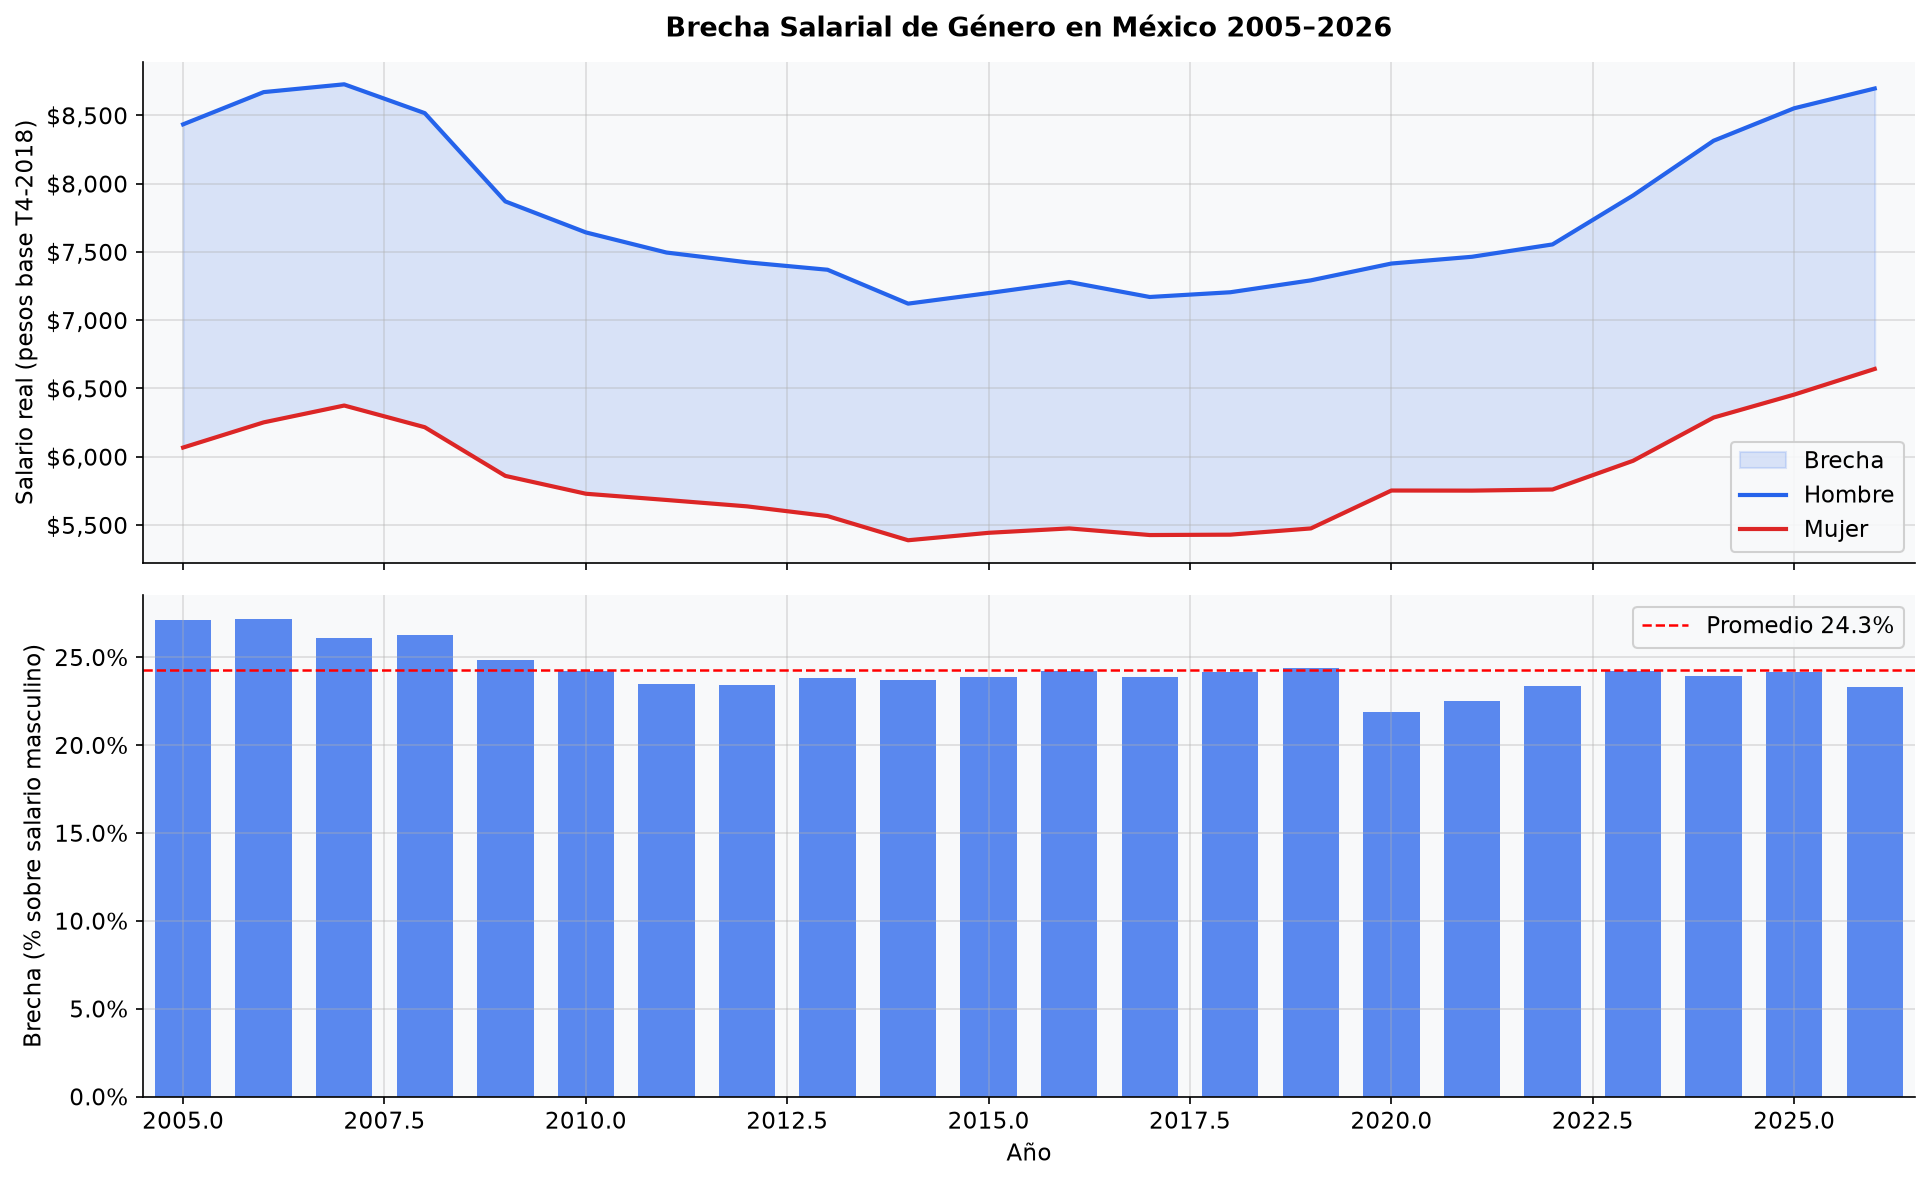 Brecha Salarial de Género en México 2005–2026
Salario real (pesos base T4-2018)
$8,500
$8,000
$7,500
$7,000
$6,500
$6,000
$5,500
Brecha
Hombre
Mujer
Brecha (% sobre salario masculino)
25.0%
20.0%
15.0%
10.0%
5.0%
0.0%
Promedio 24.3%
2005.0 2007.5 2010.0 2012.5 2015.0 2017.5 2020.0 2022.5 2025.0
Año